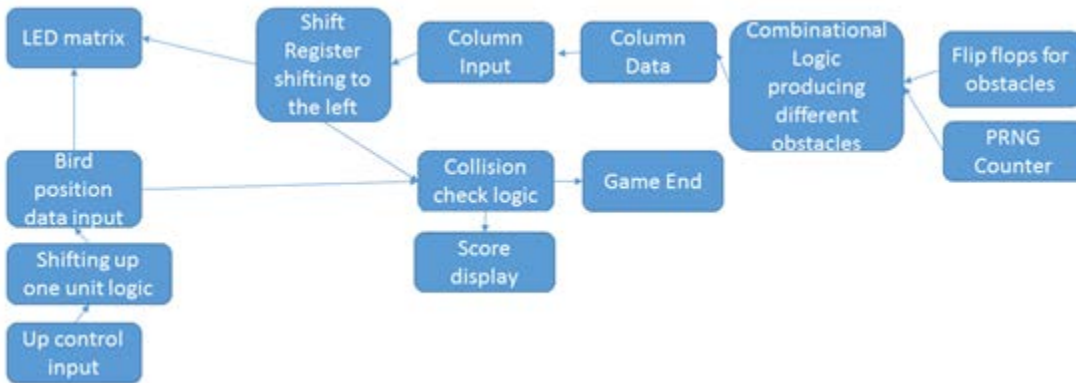 LED matrix
Shift
Register
shifting to
the left
Column
Input
Column
Data
Combinational
Logic
producing
different
obstacles
Flip flops for
obstacles
PRNG
Counter
Bird
position
data input
Collision
check logic
Game End
Shifting up
one unit logic
Score
display
Up control
input